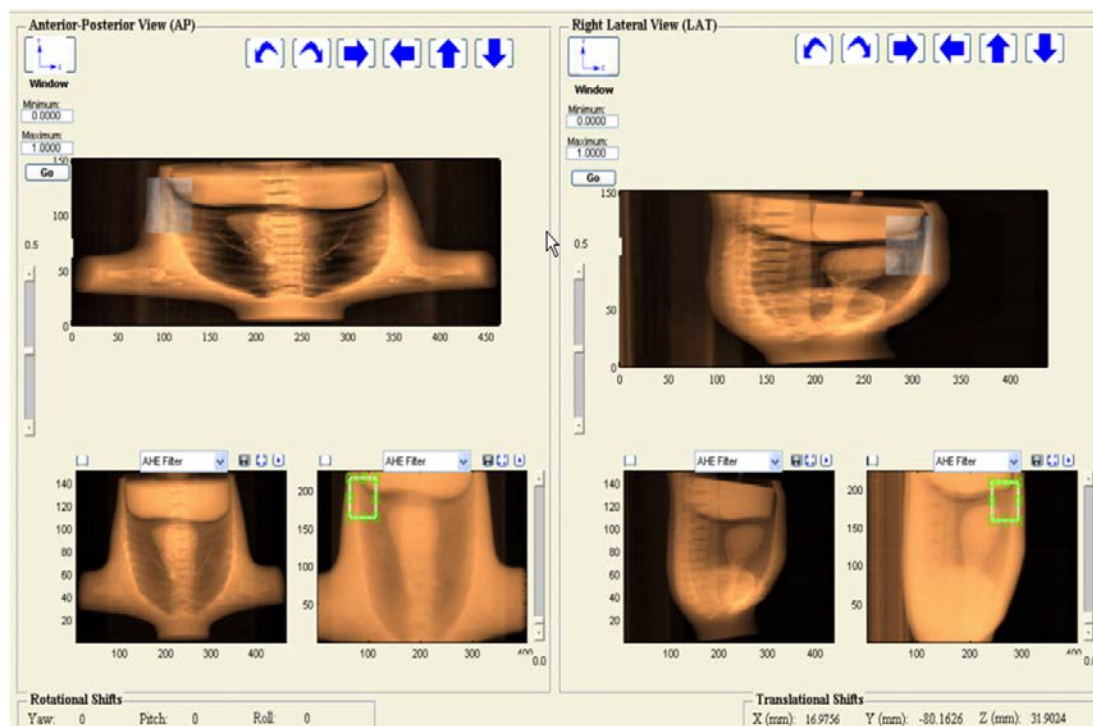 Anterior-Posterior View (AP)
Window
Minimum:
0.0000
Maximum:
1.0000
Go
0.5
150
100
50
0
0 50 100 150 200 250 300 350 400 450
AHE Filter
140
120
100
80
60
40
20
100 200 300 400
AHE Filter
200
150
100
50
100 200 300 400
0.0
Rotational Shifts
Yaw: 0 Pitch: 0 Roll: 0
Right Lateral View (LAT)
Window
Minimum:
0.0000
Maximum:
1.0000
Go
0.5
150
100
50
0
0 50 100 150 200 250 300 350 400
AHE Filter
140
120
100
80
60
40
20
100 200 300 400
AHE Filter
200
150
100
50
100 200 300 400
Translational Shifts
X (mm): 16.9756 Y (mm): -80.1626 Z (mm): 31.9024